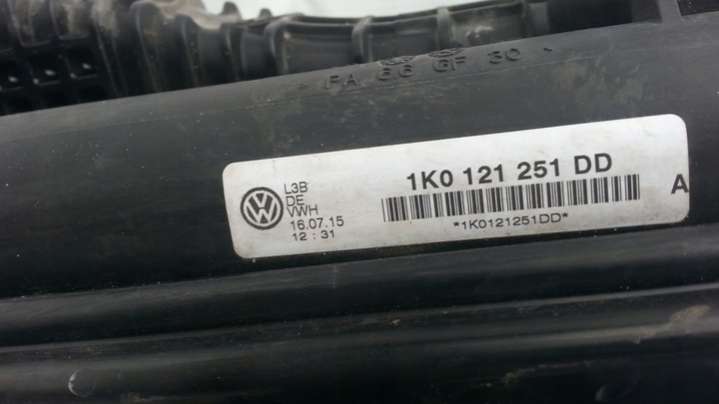 PA 66 GF 30
L3B
DE
VWH
16.07.15
12:31
1K0 121 251 DD
*1K0121251DD*
A